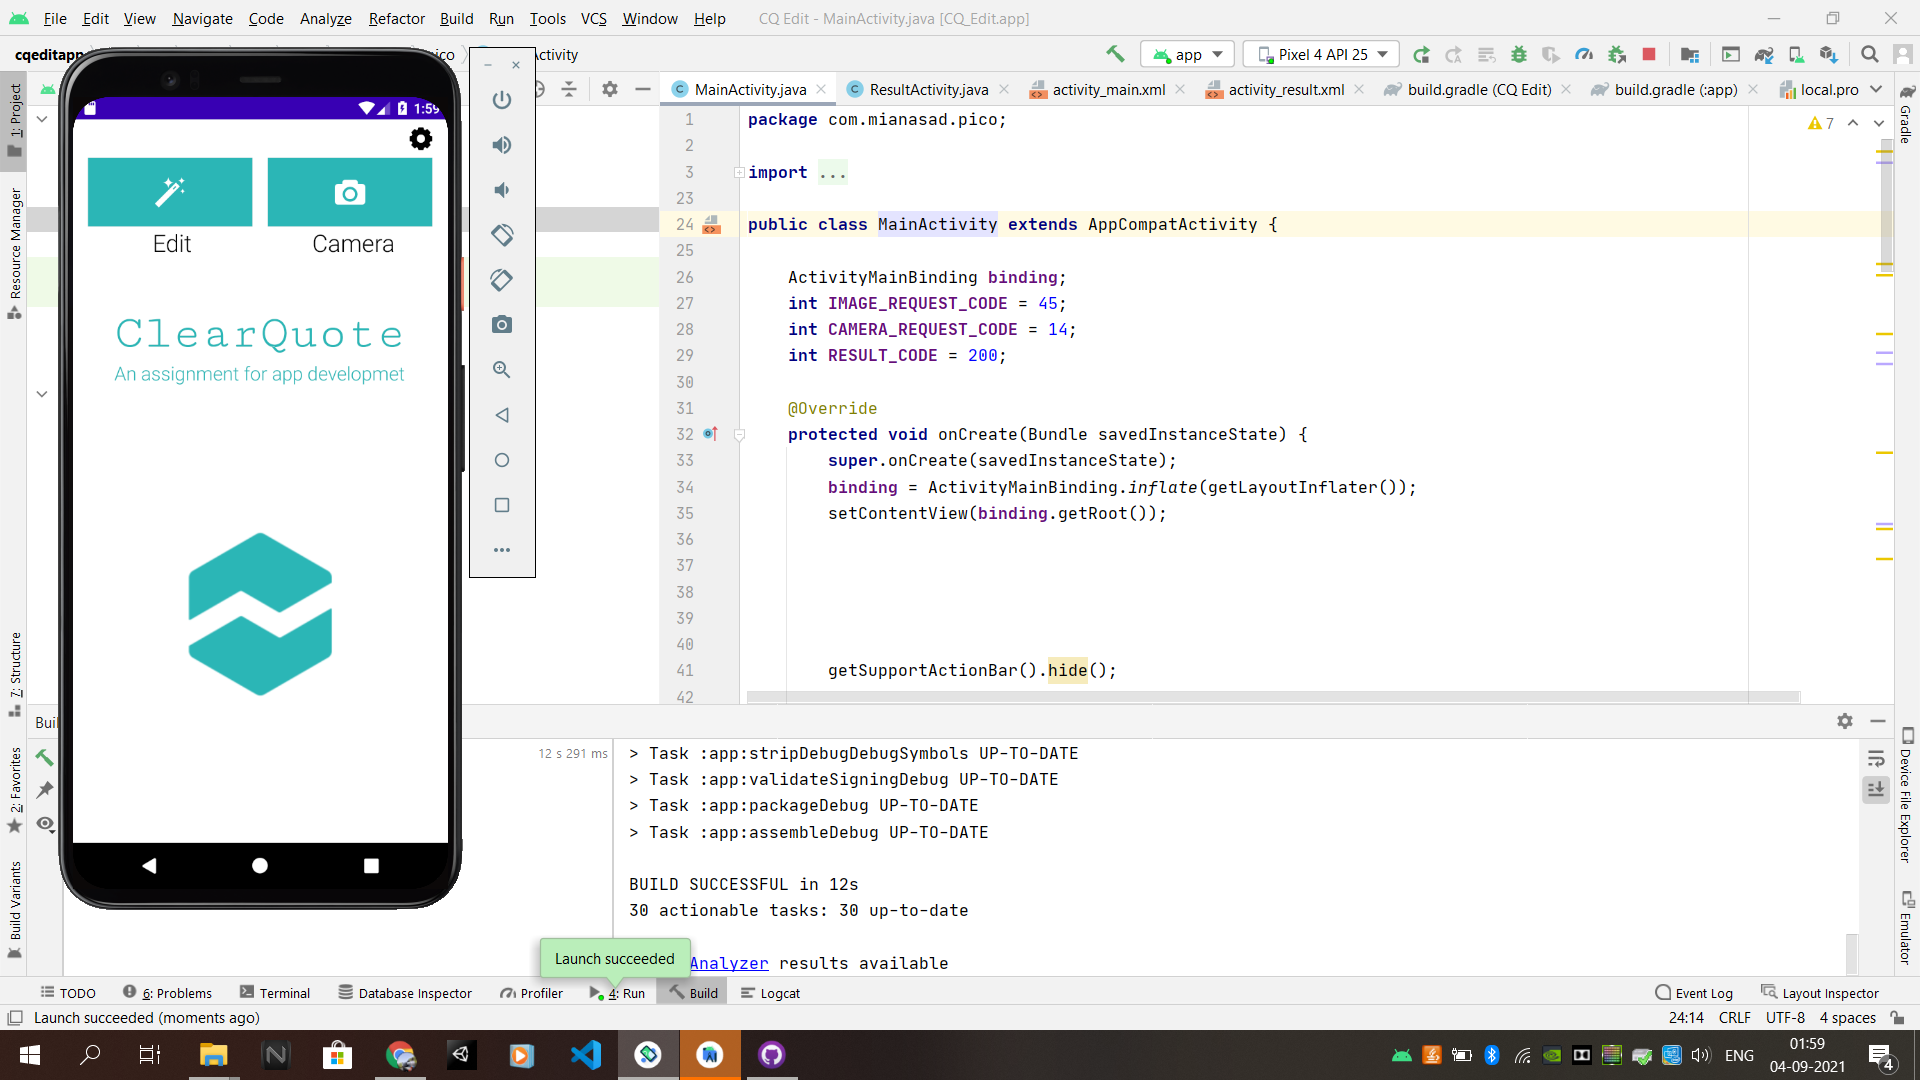 File Edit View Navigate Code Analyze Refactor Build Run Tools VCS Window Help CQ Edit - MainActivity.java [CQ_Edit.app]
cqeditapp ico Activity app Pixel 4 API 25
MainActivity.java ResultActivity.java activity_main.xml activity_result.xml build.gradle (CQ Edit) build.gradle (:app) local.pro
1: Project
Resource Manager
7: Structure
2: Favorites
Build Variants
Gradle
Device File Explorer
Emulator
1:59
Edit Camera
ClearQuote
An assignment for app developmet
7
1 package com.mianasad.pico;
2
3 import ...
23
24 public class MainActivity extends AppCompatActivity {
25
26 ActivityMainBinding binding;
27 int IMAGE_REQUEST_CODE = 45;
28 int CAMERA_REQUEST_CODE = 14;
29 int RESULT_CODE = 200;
30
31 @Override
32 protected void onCreate(Bundle savedInstanceState) {
33 super.onCreate(savedInstanceState);
34 binding = ActivityMainBinding.inflate(getLayoutInflater());
35 setContentView(binding.getRoot());
36
37
38
39
40
41 getSupportActionBar().hide();
42
Buil
12 s 291 ms
> Task :app:stripDebugDebugSymbols UP-TO-DATE
> Task :app:validateSigningDebug UP-TO-DATE
> Task :app:packageDebug UP-TO-DATE
> Task :app:assembleDebug UP-TO-DATE
BUILD SUCCESSFUL in 12s
30 actionable tasks: 30 up-to-date
Analyzer results available
Launch succeeded
TODO 6: Problems Terminal Database Inspector Profiler 4: Run Build Logcat Event Log Layout Inspector
Launch succeeded (moments ago) 24:14 CRLF UTF-8 4 spaces
ENG 01:59
04-09-2021
4